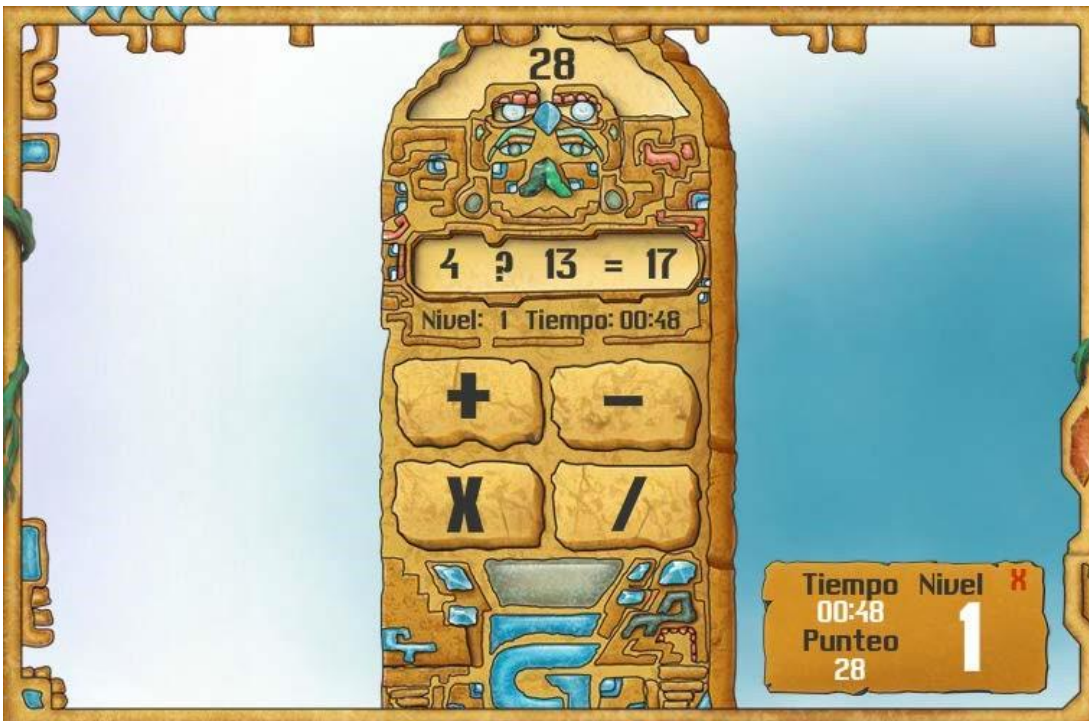 28
4 ? 13 = 17
Nivel: 1 Tiempo: 00:48
+ -
X /
Tiempo Nivel X
00:48 1
Punteo
28